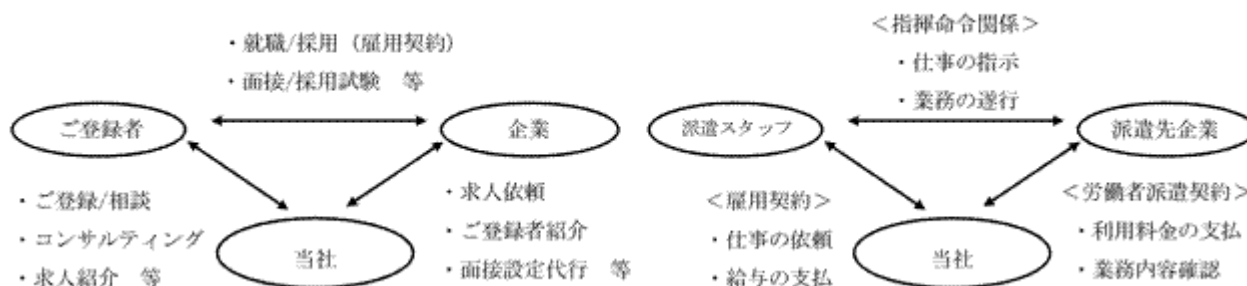 ・就職/採用（雇用契約）
・面接/採用試験　等
ご登録者
企業
・ご登録/相談
・コンサルティング
・求人紹介　等
当社
・求人依頼
・ご登録者紹介
・面接設定代行　等
＜指揮命令関係＞
・仕事の指示
・業務の遂行
派遣スタッフ
派遣先企業
＜雇用契約＞
・仕事の依頼
・給与の支払
当社
＜労働者派遣契約＞
・利用料金の支払
・業務内容確認